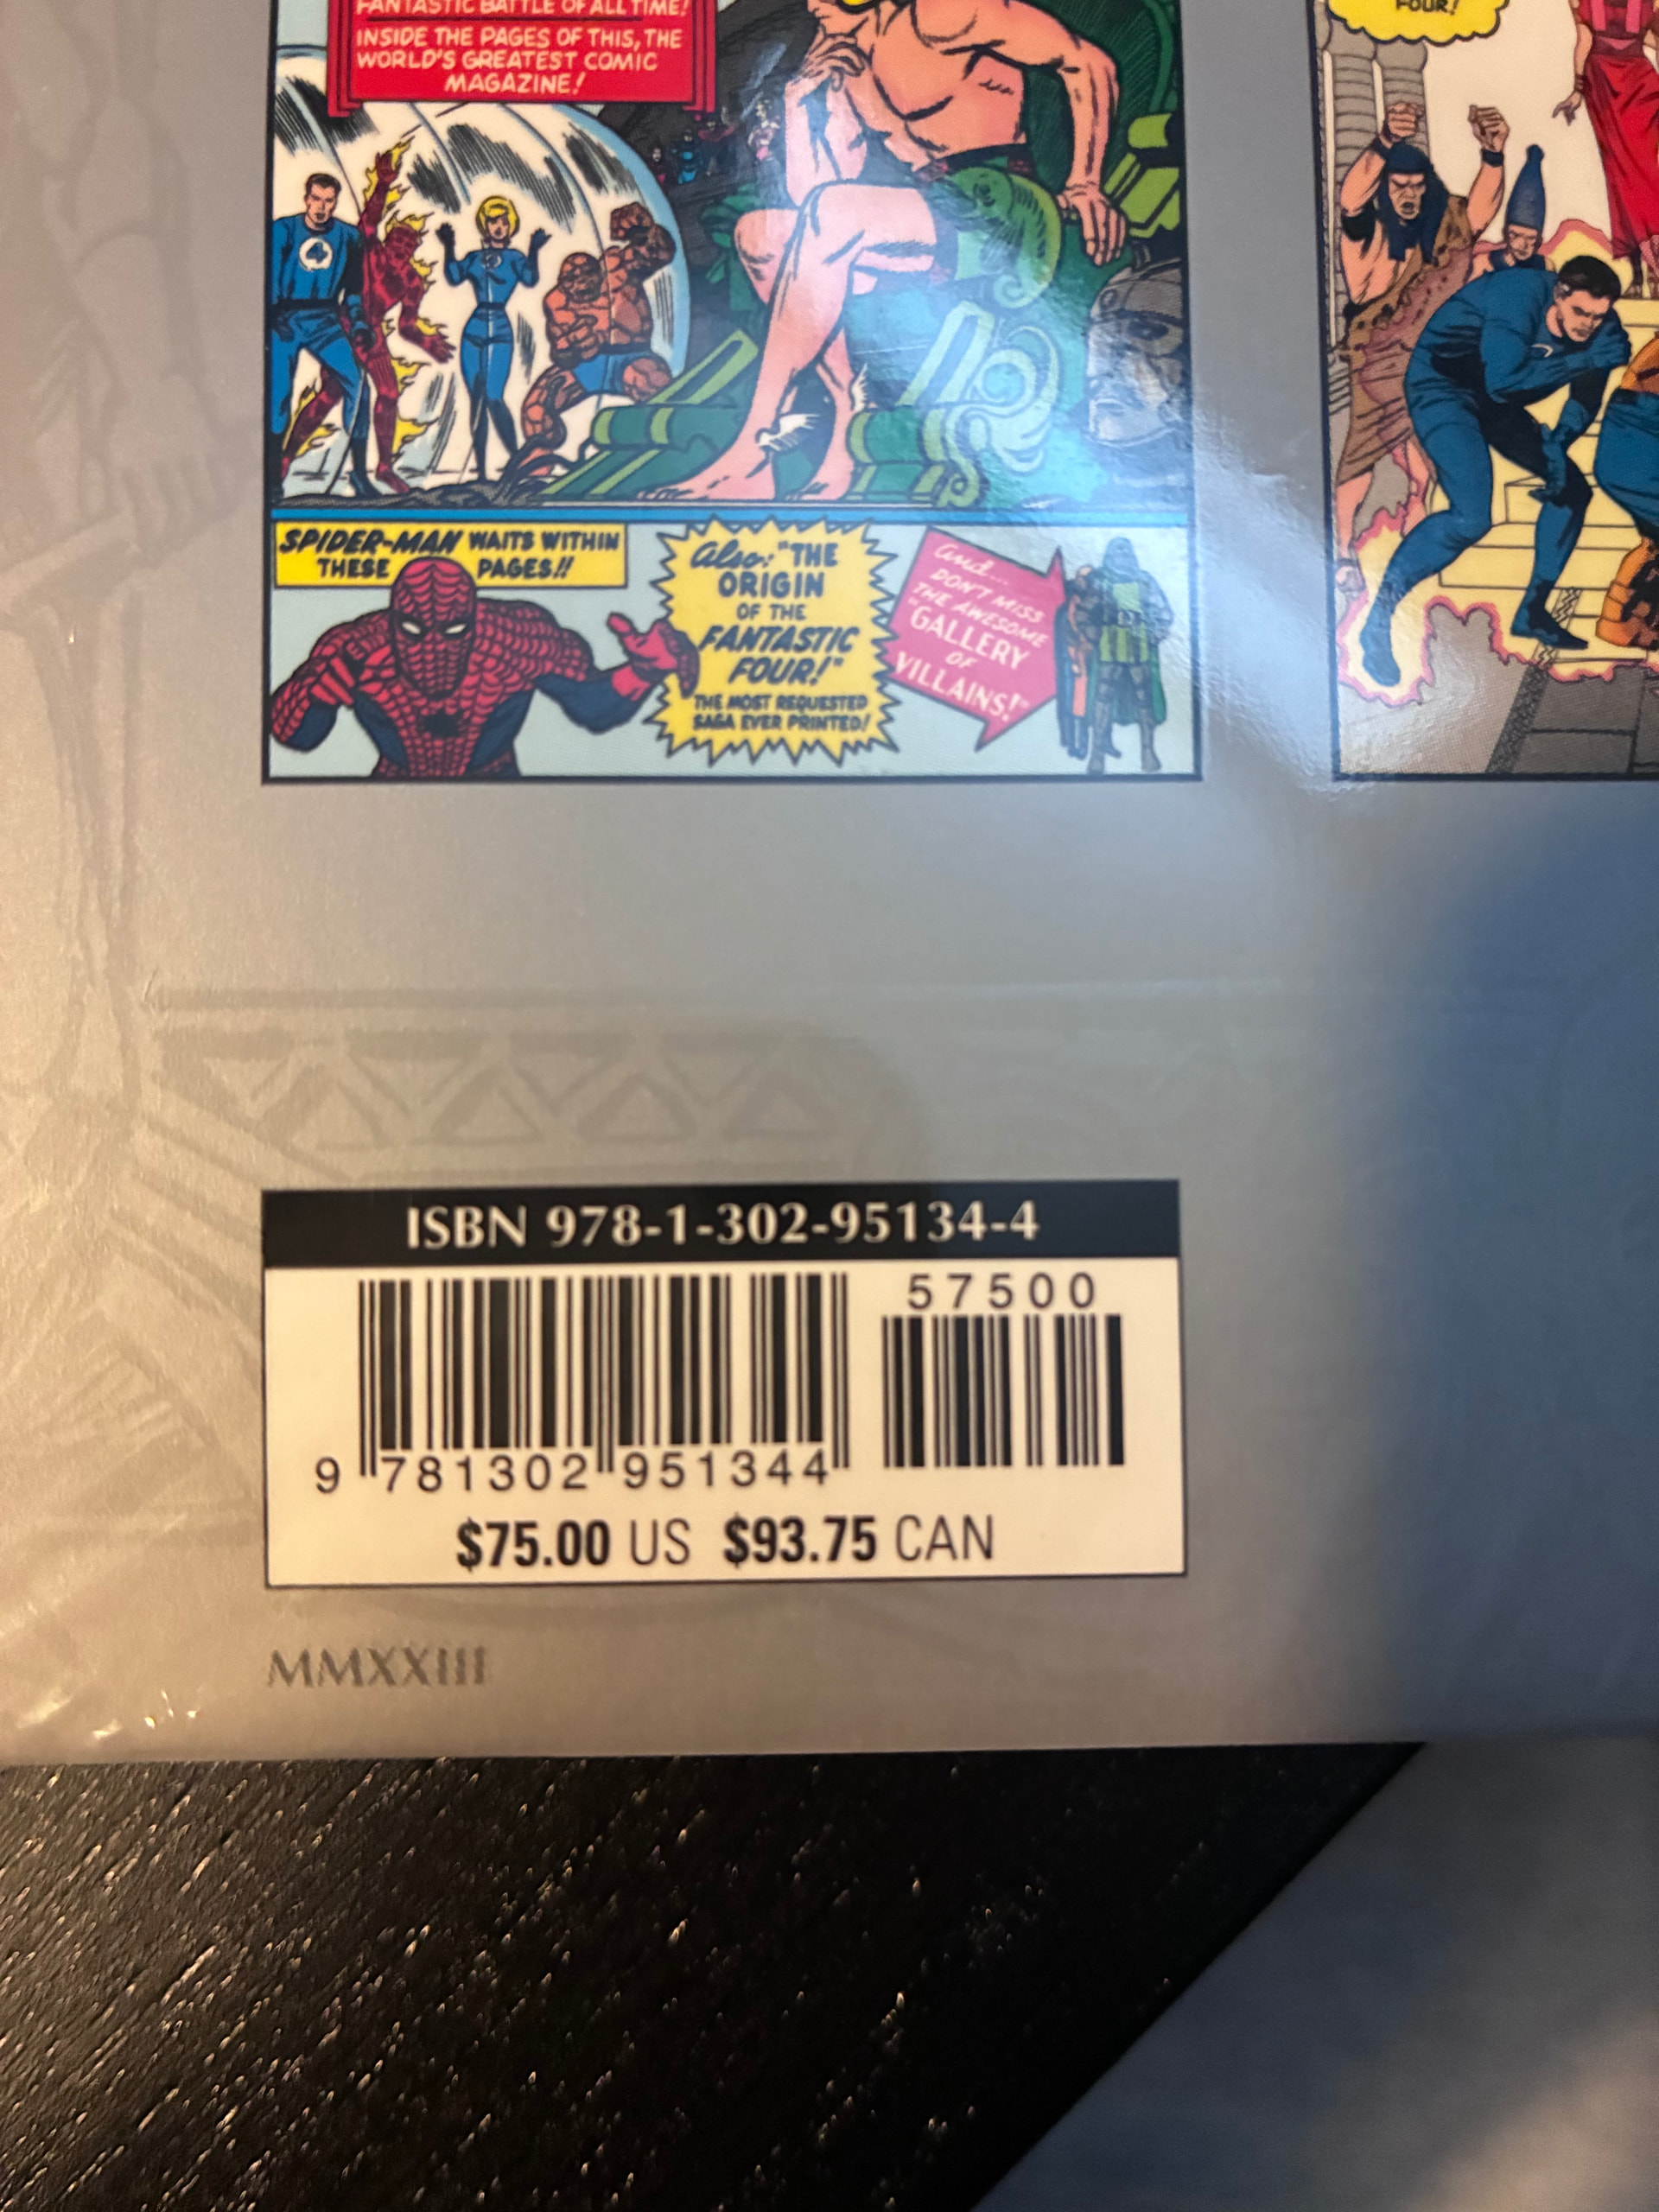 FANTASTIC BATTLE OF ALL TIME!
INSIDE THE PAGES OF THIS, THE
WORLD'S GREATEST COMIC
MAGAZINE!
FOUR!
SPIDER-MAN WAITS WITHIN
THESE PAGES!!
Also: "THE
ORIGIN
OF THE
FANTASTIC
FOUR!"
THE MOST REQUESTED
SAGA EVER PRINTED!
And...
DON'T MISS
THE AWESOME
"GALLERY
OF
VILLAINS!"
ISBN 978-1-302-95134-4
57500
9 781302 951344
$75.00 US $93.75 CAN
MMXXIII